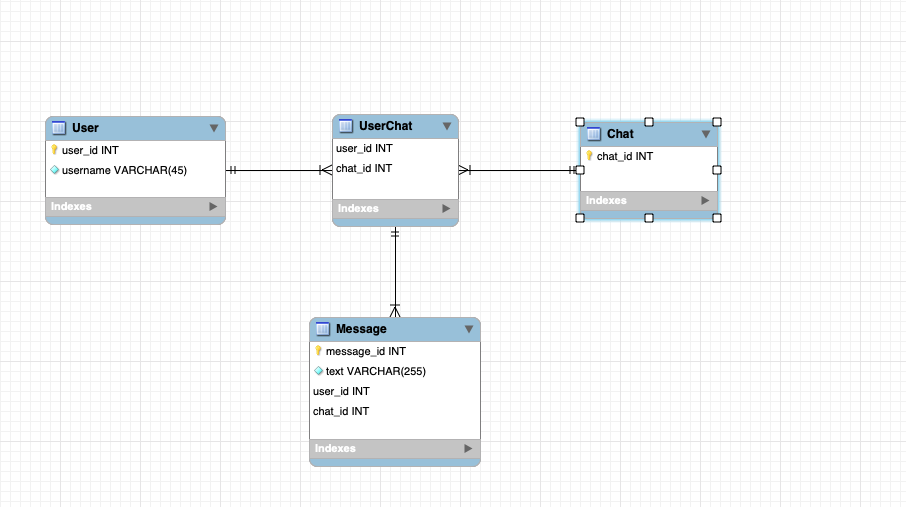 User
user_id INT
username VARCHAR(45)
Indexes
UserChat
user_id INT
chat_id INT
Indexes
Chat
chat_id INT
Indexes
Message
message_id INT
text VARCHAR(255)
user_id INT
chat_id INT
Indexes